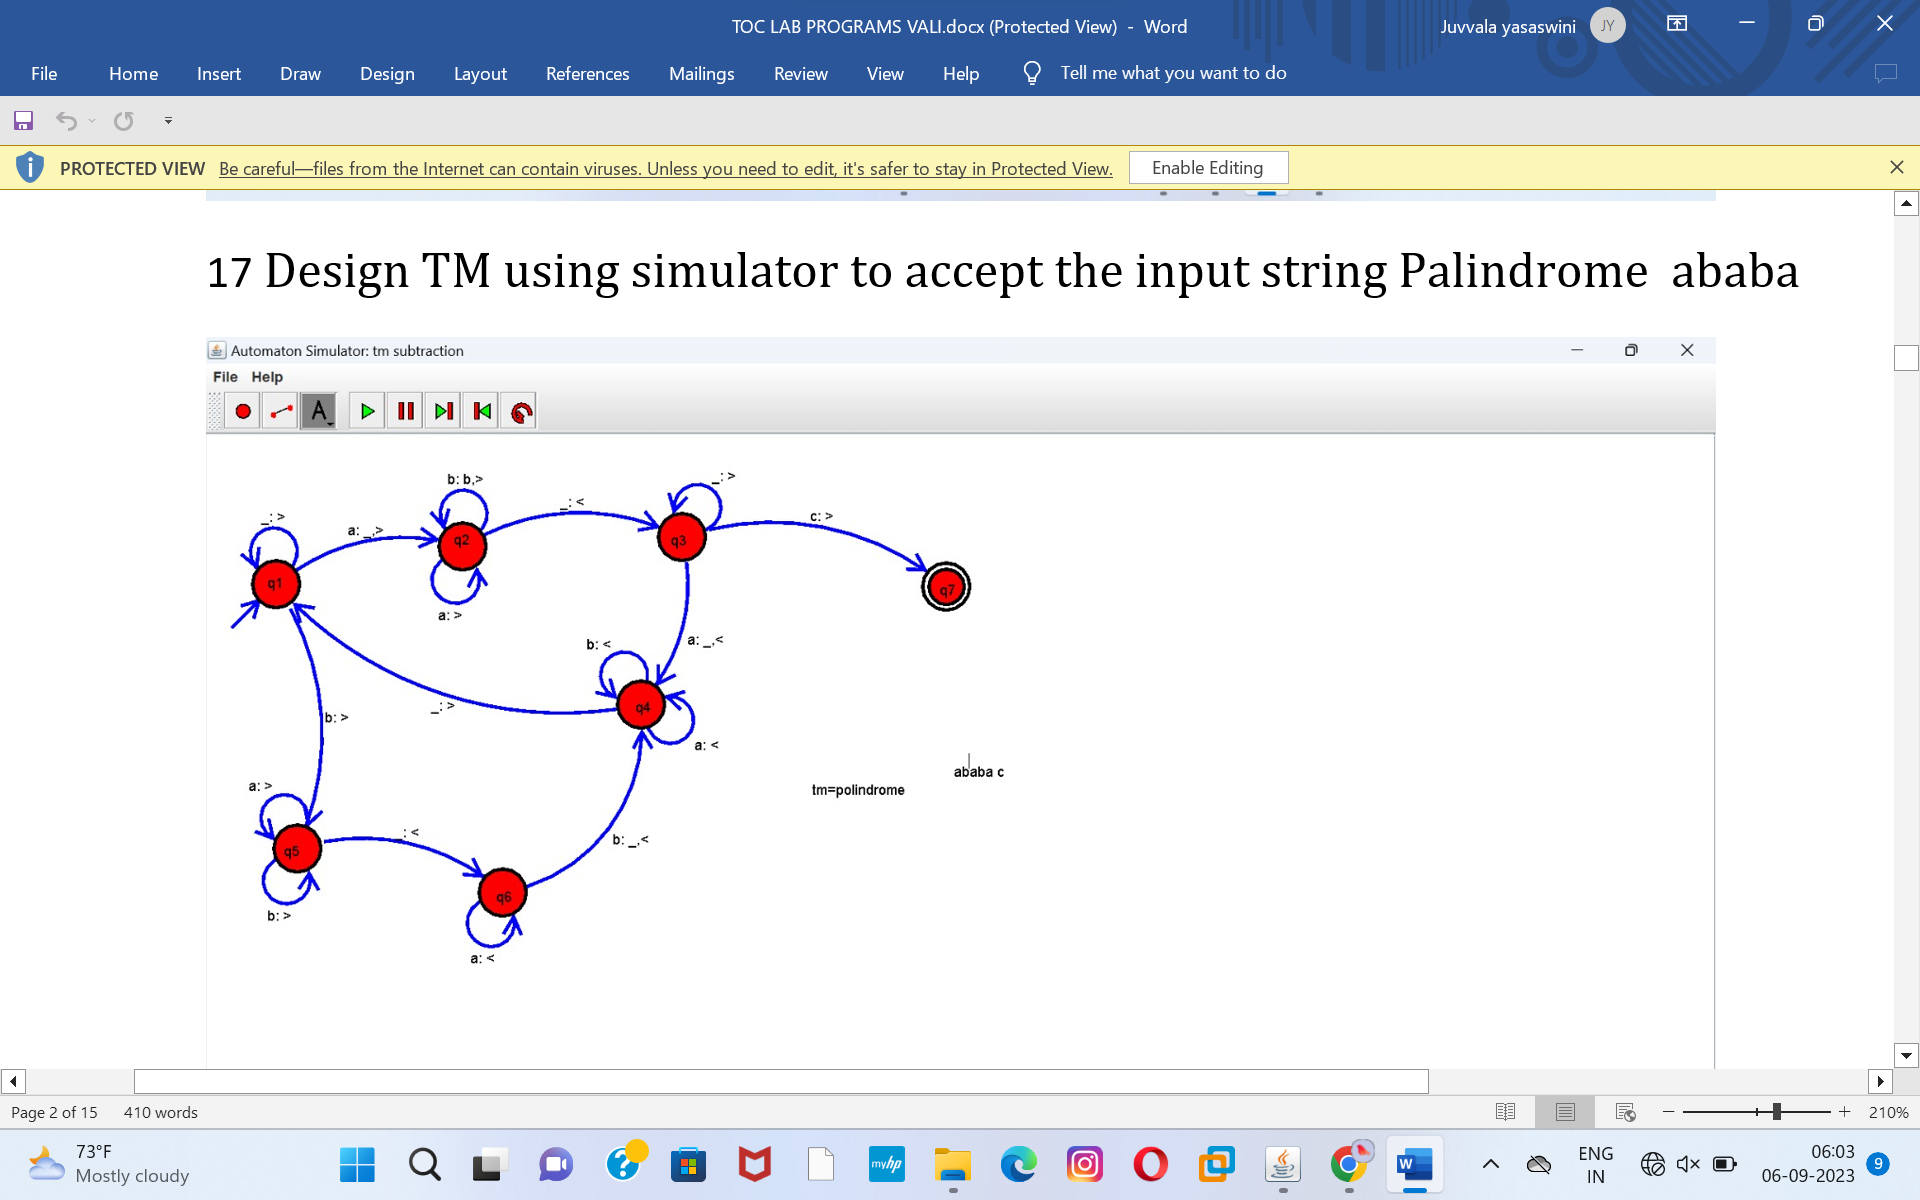 TOC LAB PROGRAMS VALI.docx (Protected View) - Word
Juvvala yasaswini JY
File Home Insert Draw Design Layout References Mailings Review View Help Tell me what you want to do
PROTECTED VIEW Be careful—files from the Internet can contain viruses. Unless you need to edit, it's safer to stay in Protected View. Enable Editing
17 Design TM using simulator to accept the input string Palindrome ababa
Automaton Simulator: tm subtraction
File Help
A
b: b,>
_: >
_: <
c: >
_: >
a: _,>
q2
q3
q1
q7
a: >
b: <
a: _,<
_: >
q4
b: >
a: <
ababa c
a: >
tm=polindrome
_: <
b: _,<
q5
q6
b: >
a: <
Page 2 of 15 410 words
210%
73°F
Mostly cloudy
myhp
W
ENG
IN
06:03
06-09-2023
9